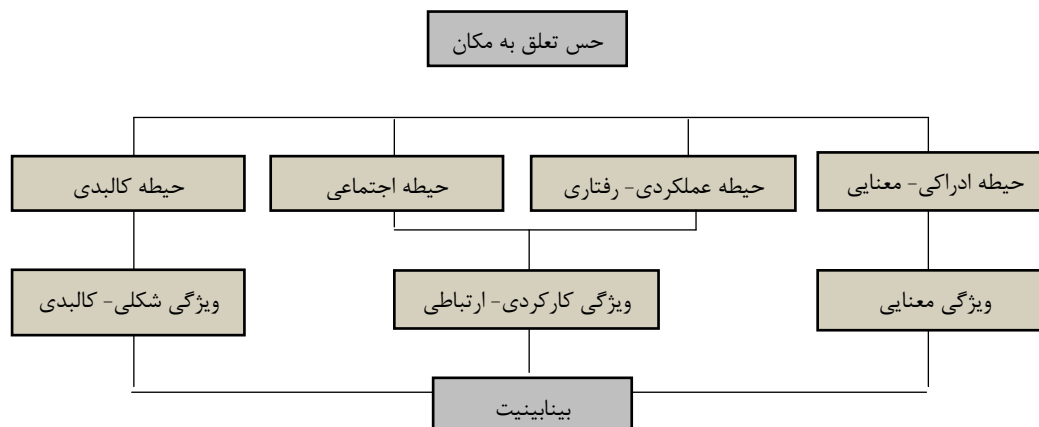 حس تعلق به مکان
حیطه ادراکی- معنایی
حیطه عملکردی- رفتاری
حیطه اجتماعی
حیطه کالبدی
ویژگی معنایی
ویژگی کارکردی- ارتباطی
ویژگی شکلی- کالبدی
بینابینیت